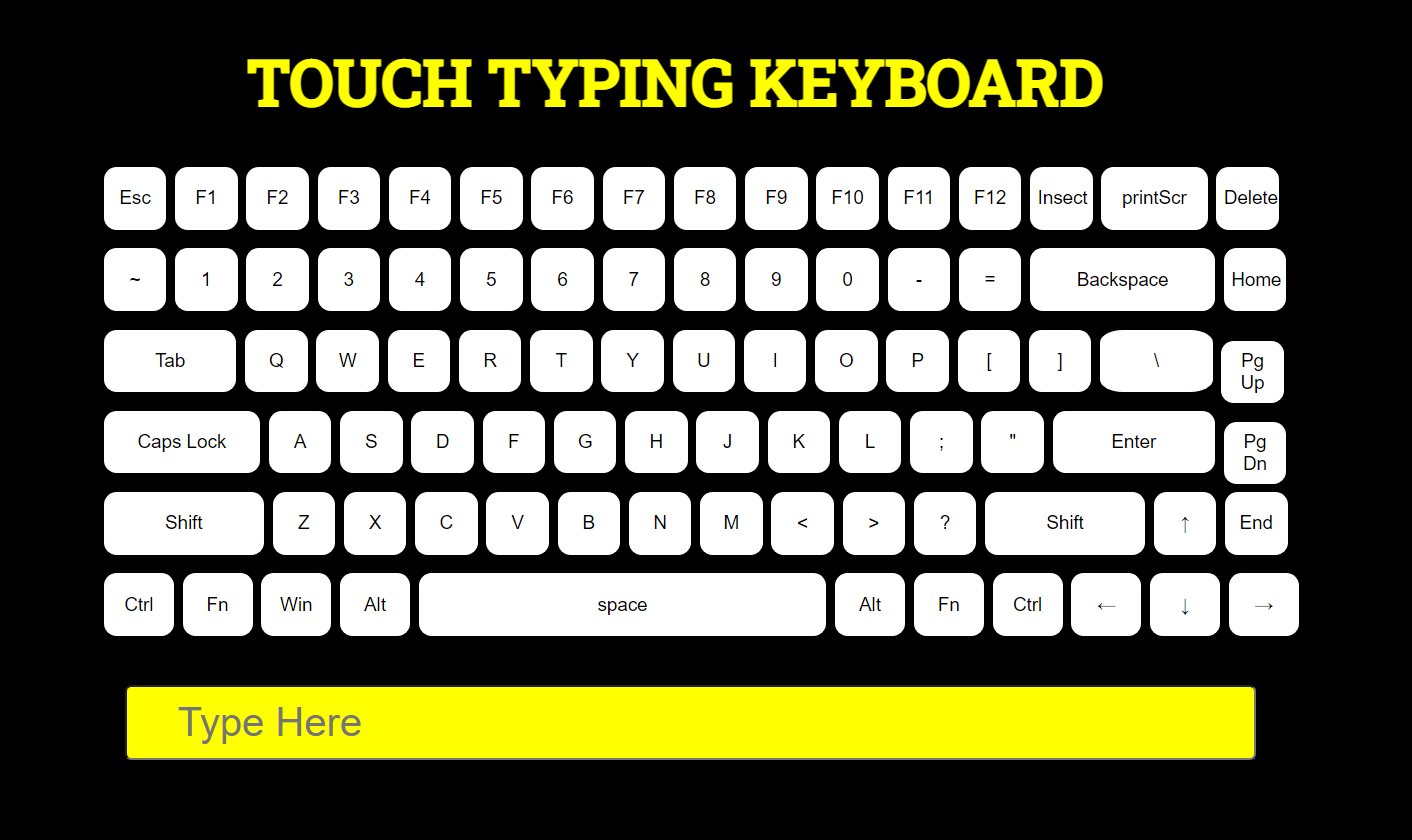 TOUCH TYPING KEYBOARD
Esc F1 F2 F3 F4 F5 F6 F7 F8 F9 F10 F11 F12 Insect printScr Delete
~ 1 2 3 4 5 6 7 8 9 0 - = Backspace Home
Tab Q W E R T Y U I O P [ ] \ Pg Up
Caps Lock A S D F G H J K L ; " Enter Pg Dn
Shift Z X C V B N M < > ? Shift ↑ End
Ctrl Fn Win Alt space Alt Fn Ctrl ← ↓ →
Type Here